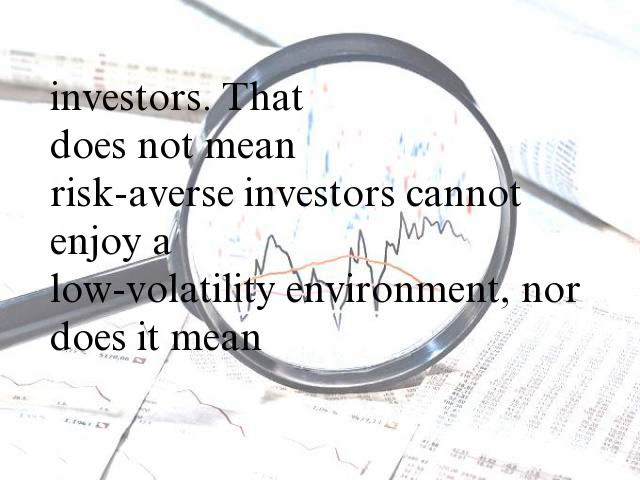 investors. That
does not mean
risk-averse investors cannot
enjoy a
low-volatility environment, nor
does it mean